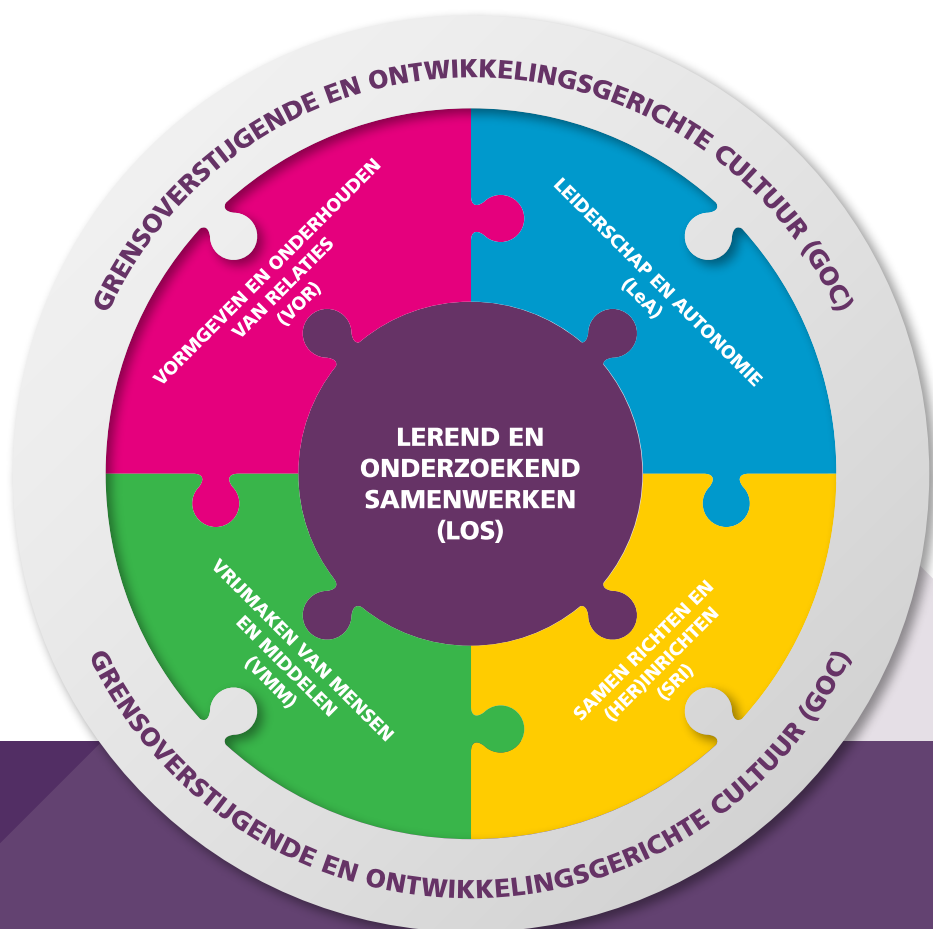 GRENSOVERSTIJGENDE EN ONTWIKKELINGSGERICHTE CULTUUR (GOC)
VORMGEVEN EN ONDERHOUDEN
VAN RELATIES
(VOR)
LEIDERSCHAP EN AUTONOMIE
(LeA)
LEREND EN
ONDERZOEKEND
SAMENWERKEN
(LOS)
VRIJMAKEN VAN MENSEN
EN MIDDELEN
(VMM)
SAMEN RICHTEN EN
(HER)INRICHTEN
(SRI)
GRENSOVERSTIJGENDE EN ONTWIKKELINGSGERICHTE CULTUUR (GOC)